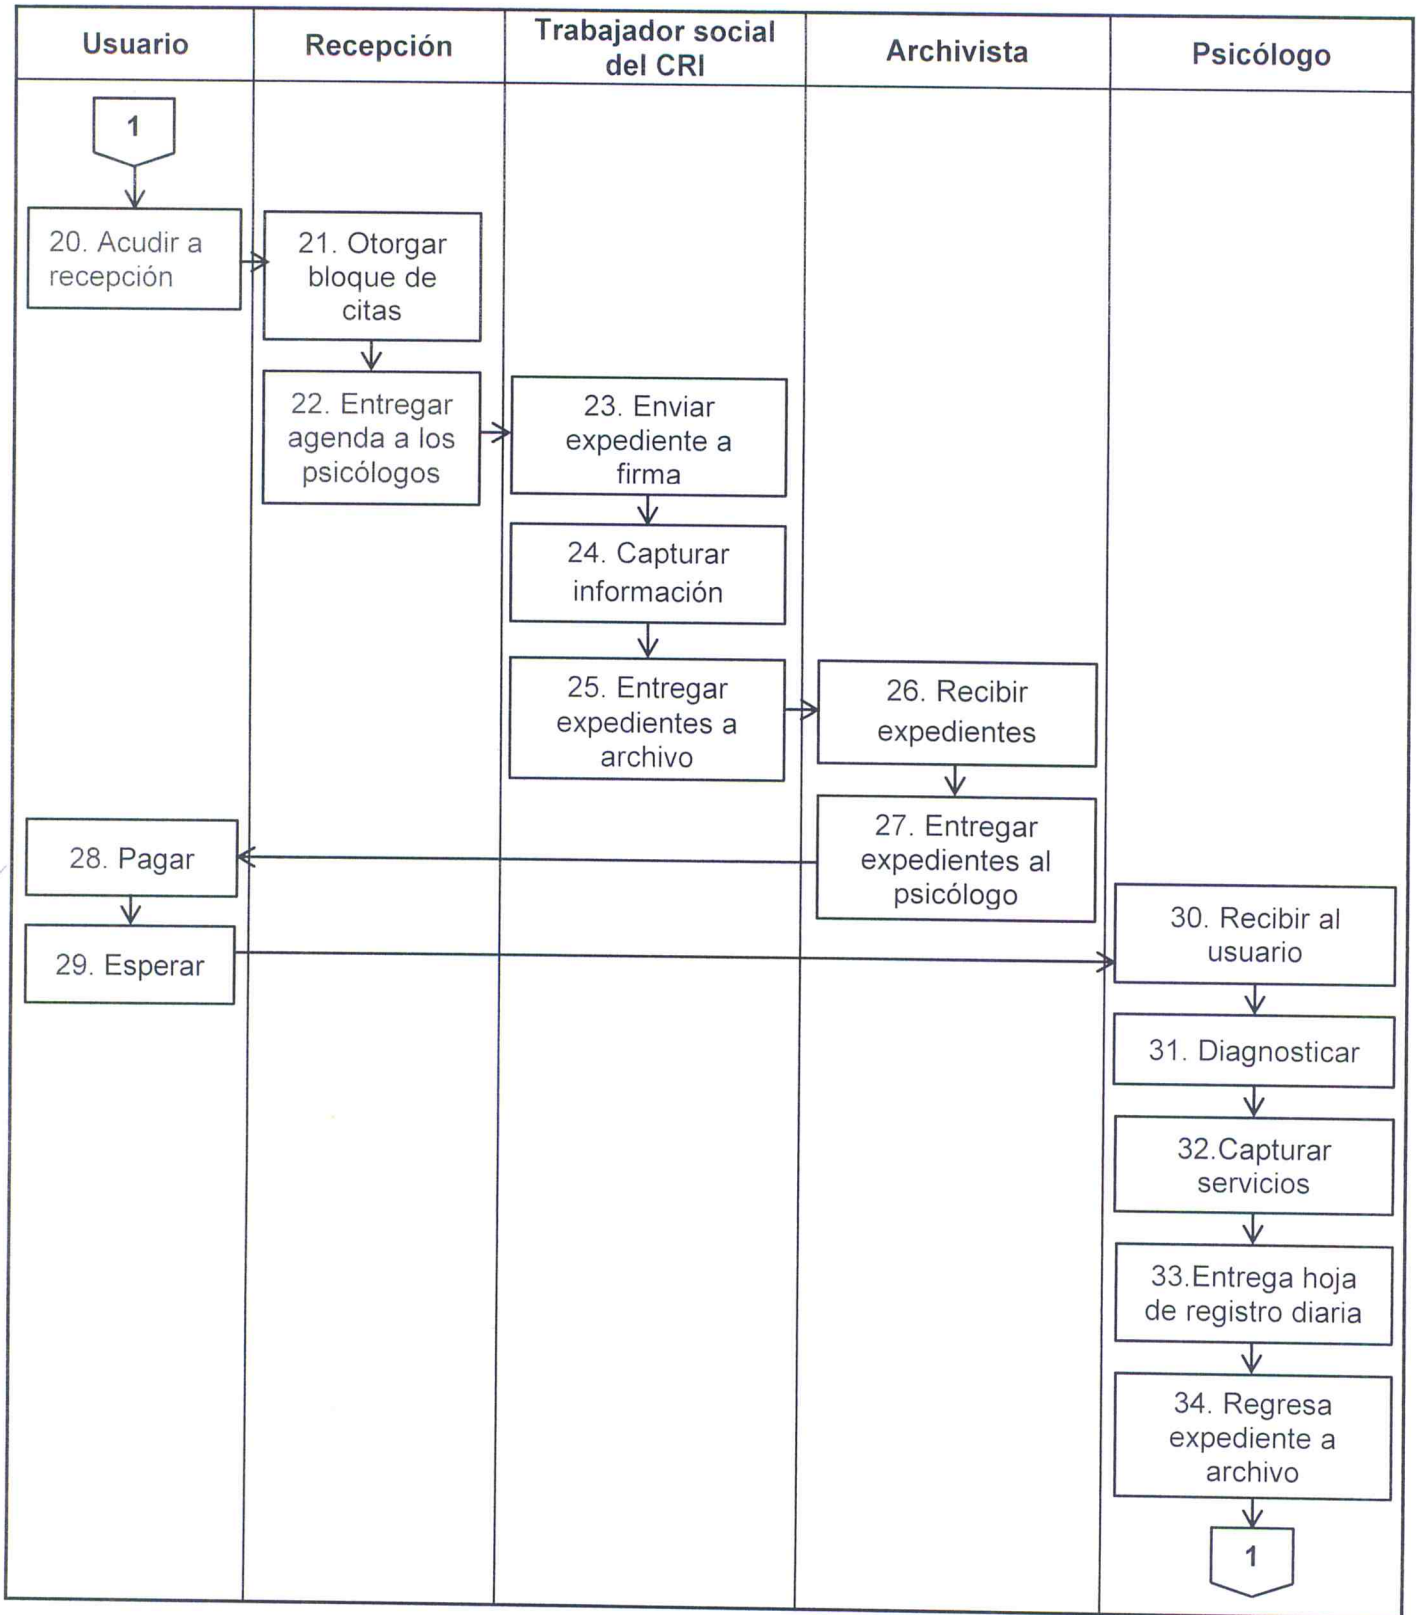 Usuario
Recepción
Trabajador social
del CRI
Archivista
Psicólogo
1
20. Acudir a
recepción
21. Otorgar
bloque de
citas
22. Entregar
agenda a los
psicólogos
23. Enviar
expediente a
firma
24. Capturar
información
25. Entregar
expedientes a
archivo
26. Recibir
expedientes
27. Entregar
expedientes al
psicólogo
28. Pagar
29. Esperar
30. Recibir al
usuario
31. Diagnosticar
32.Capturar
servicios
33.Entrega hoja
de registro diaria
34. Regresa
expediente a
archivo
1